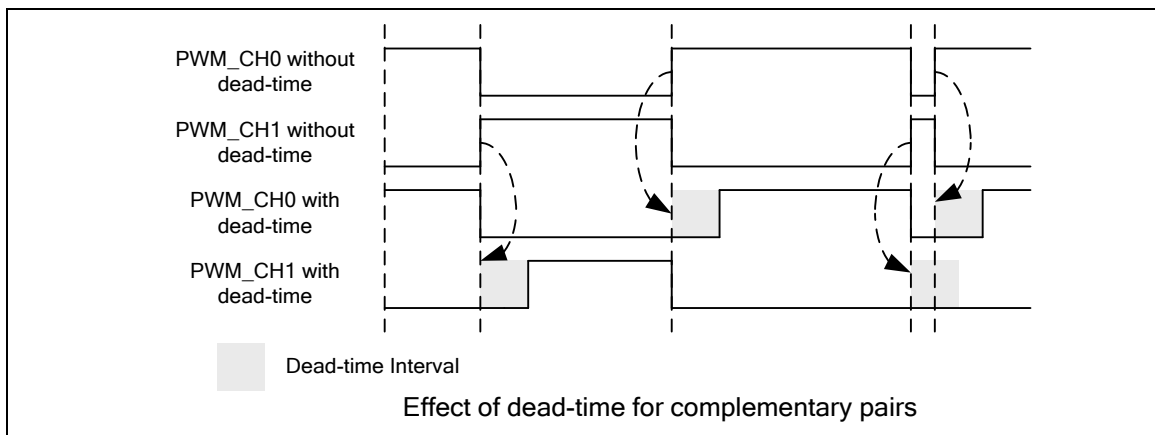 PWM_CH0 without
dead-time
PWM_CH1 without
dead-time
PWM_CH0 with
dead-time
PWM_CH1 with
dead-time
Dead-time Interval
Effect of dead-time for complementary pairs